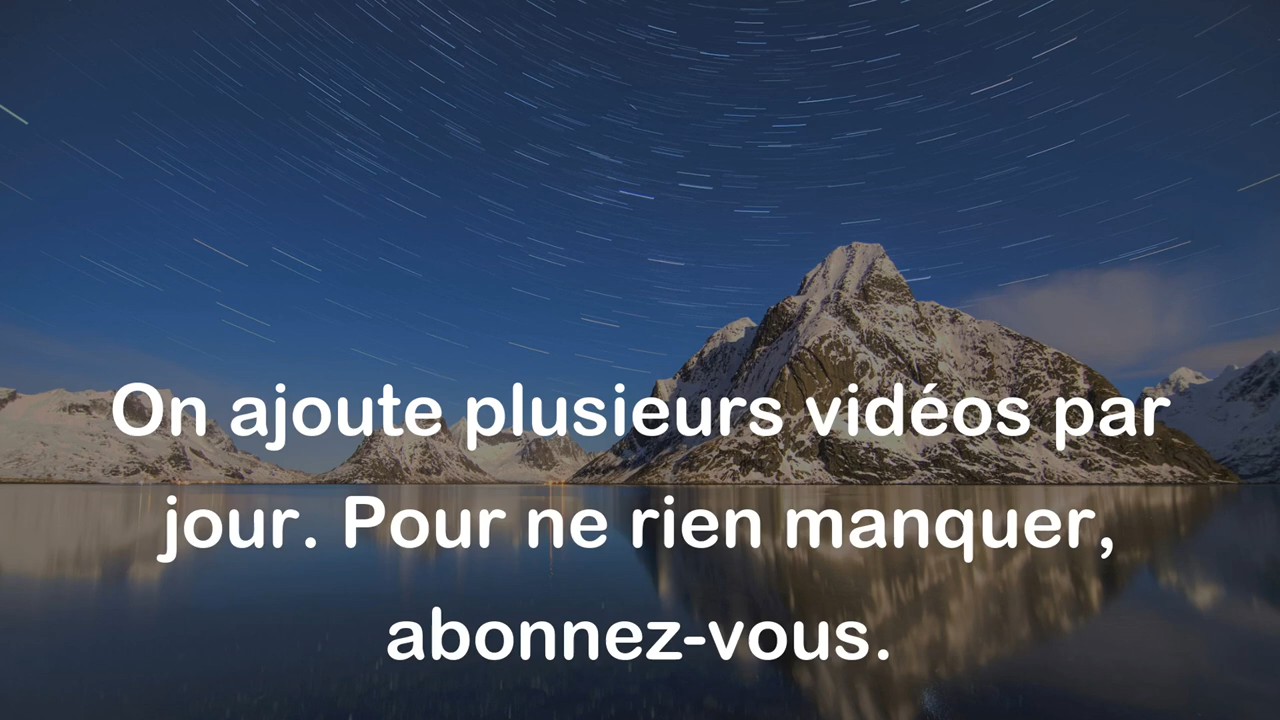 On ajoute plusieurs vidéos par
jour. Pour ne rien manquer,
abonnez-vous.